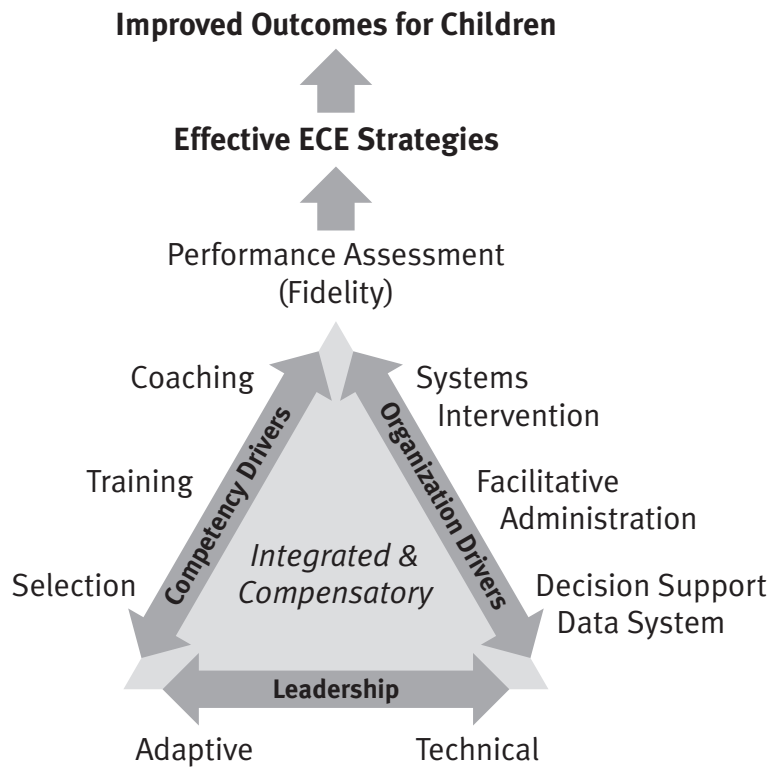 Improved Outcomes for Children
Effective ECE Strategies
Performance Assessment
(Fidelity)
Coaching
Systems
Intervention
Training
Facilitative
Administration
Selection
Decision Support
Data System
Competency Drivers
Organization Drivers
Integrated &
Compensatory
Leadership
Adaptive
Technical